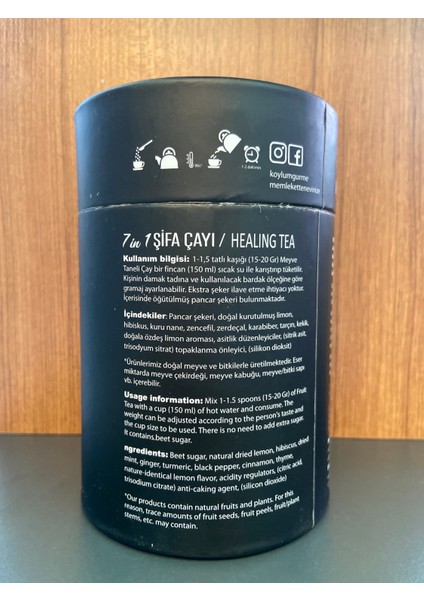 koylumgurme
memlekettenevinize
7 in 1 ŞİFA ÇAYI / HEALING TEA
Kullanım bilgisi: 1-1,5 tatlı kaşığı (15-20 Gr) Meyve
Taneli Çay bir fincan (150 ml) sıcak su ile karıştırıp tüketilir.
Kişinin damak tadına ve kullanılacak bardak ölçeğine göre
gramaj ayarlanabilir. Ekstra şeker ilave etme ihtiyacı yoktur.
İçerisinde öğütülmüş pancar şekeri bulunmaktadır.
İçindekiler: Pancar şekeri, doğal kurutulmuş limon,
hibiskus, kuru nane, zencefil, zerdeçal, karabiber, tarçın, kekik,
doğala özdeş limon aroması, asitlik düzenleyiciler, (sitrik asit,
trisodyum sitrat) topaklanma önleyici, (silikon dioksit)
*Ürünlerimiz doğal meyve ve bitkilerle üretilmektedir. Eser
miktarda meyve çekirdeği, meyve kabuğu, meyve/bitki sapı
vb. içerebilir.
Usage information: Mix 1-1.5 spoons (15-20 Gr) of Fruit
Tea with a cup (150 ml) of hot water and consume. The
weight can be adjusted according to the person's taste and
the cup size to be used. There is no need to add extra sugar.
It contains.beet sugar.
ngredients: Beet sugar, natural dried lemon, hibiscus, dried
mint, ginger, turmeric, black pepper, cinnamon, thyme,
nature-identical lemon flavor, acidity regulators, (citric acid,
trisodium citrate) anti-caking agent, (silicon dioxide)
*Our products contain natural fruits and plants. For this
reason, trace amounts of fruit seeds, fruit peels, fruit/plant
stems, etc. may contain.